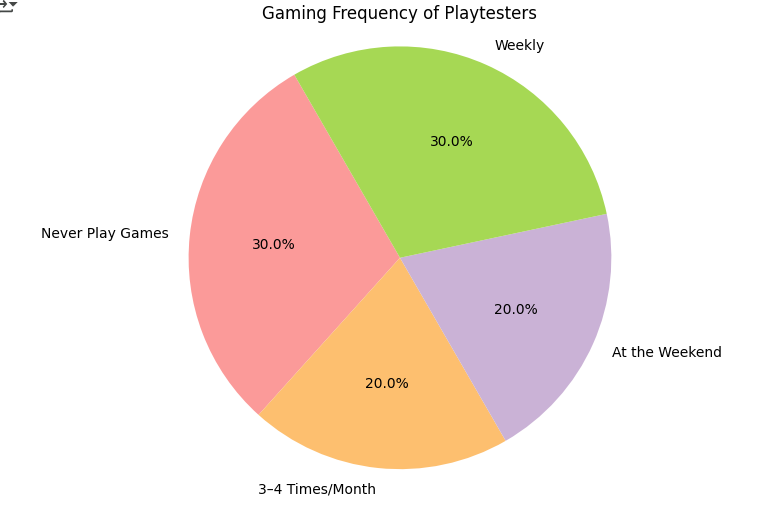 Gaming Frequency of Playtesters
Weekly
30.0%
Never Play Games
30.0%
20.0%
At the Weekend
20.0%
3–4 Times/Month